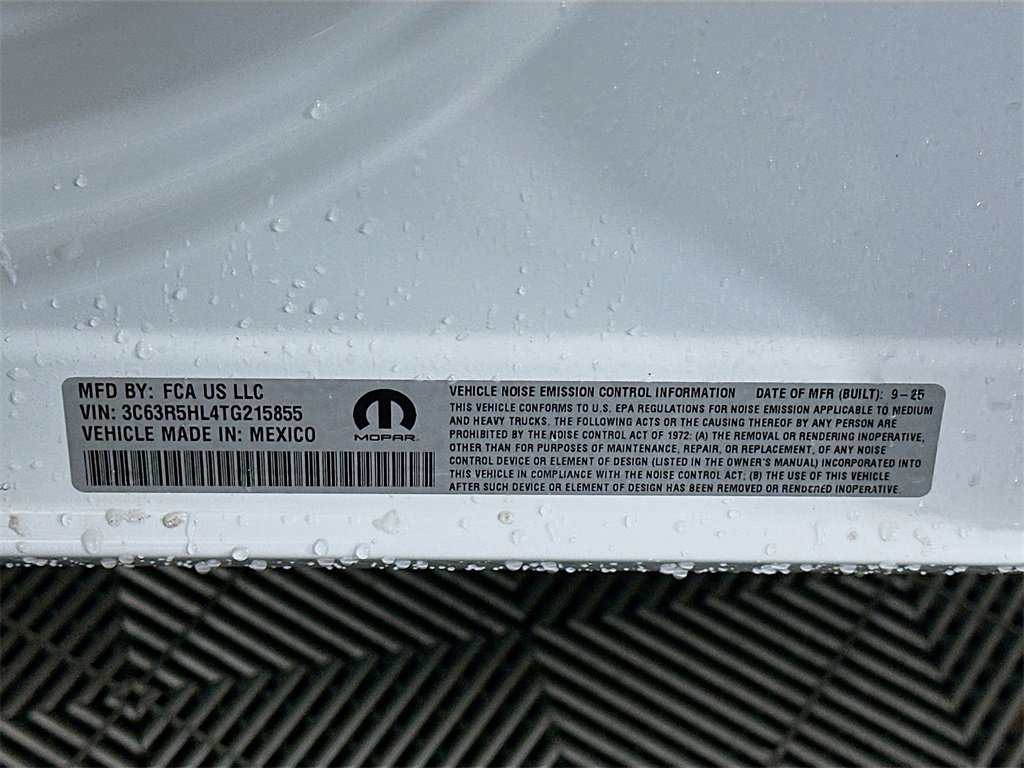 MFD BY: FCA US LLC
VIN: 3C63R5HL4TG215855
VEHICLE MADE IN: MEXICO
MOPAR
VEHICLE NOISE EMISSION CONTROL INFORMATION DATE OF MFR (BUILT): 9-25
THIS VEHICLE CONFORMS TO U.S. EPA REGULATIONS FOR NOISE EMISSION APPLICABLE TO MEDIUM
AND HEAVY TRUCKS. THE FOLLOWING ACTS OR THE CAUSING THEREOF BY ANY PERSON ARE
PROHIBITED BY THE NOISE CONTROL ACT OF 1972: (A) THE REMOVAL OR RENDERING INOPERATIVE,
OTHER THAN FOR PURPOSES OF MAINTENANCE, REPAIR, OR REPLACEMENT, OF ANY NOISE
CONTROL DEVICE OR ELEMENT OF DESIGN (LISTED IN THE OWNER'S MANUAL) INCORPORATED INTO
THIS VEHICLE IN COMPLIANCE WITH THE NOISE CONTROL ACT; (B) THE USE OF THIS VEHICLE
AFTER SUCH DEVICE OR ELEMENT OF DESIGN HAS BEEN REMOVED OR RENDERED INOPERATIVE.